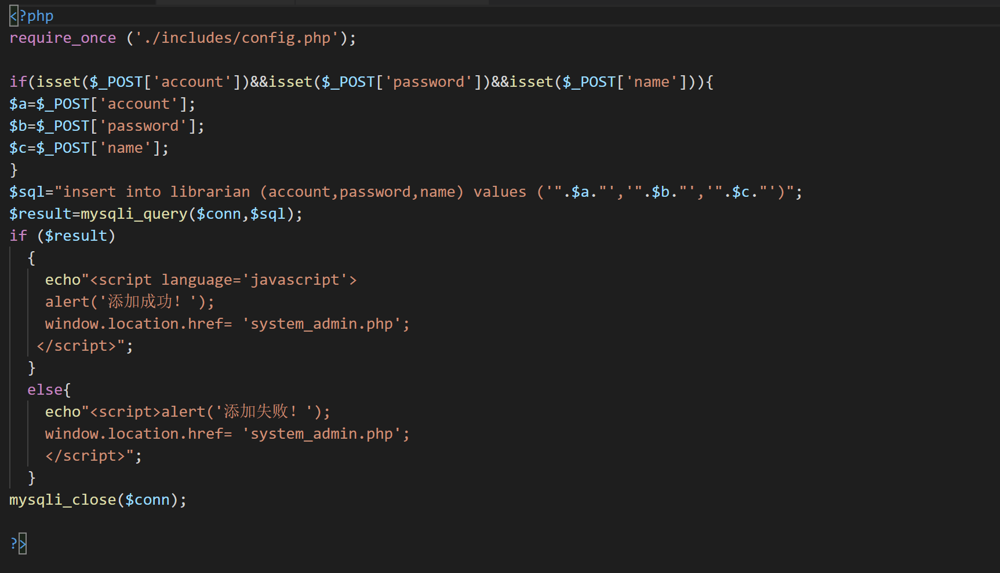 <?php
require_once ('./includes/config.php');
if(isset($_POST['account'])&&isset($_POST['password'])&&isset($_POST['name'])){
$a=$_POST['account'];
$b=$_POST['password'];
$c=$_POST['name'];
}
$sql="insert into librarian (account,password,name) values ('".$a."','".$b."','".$c."')";
$result=mysqli_query($conn,$sql);
if ($result)
{
echo"<script language='javascript'>
alert('添加成功！');
window.location.href= 'system_admin.php';
</script>";
}
else{
echo"<script>alert('添加失败！');
window.location.href= 'system_admin.php';
</script>";
}
mysqli_close($conn);
?>